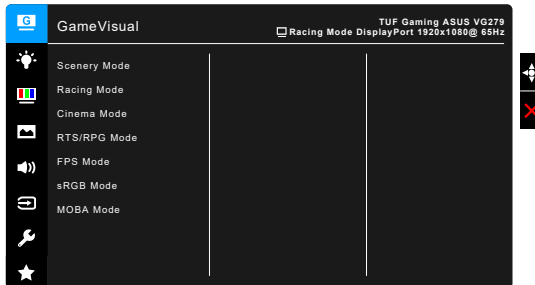 G
GameVisual
TUF Gaming ASUS VG279
Racing Mode DisplayPort 1920x1080@ 65Hz
Scenery Mode
Racing Mode
Cinema Mode
RTS/RPG Mode
FPS Mode
sRGB Mode
MOBA Mode